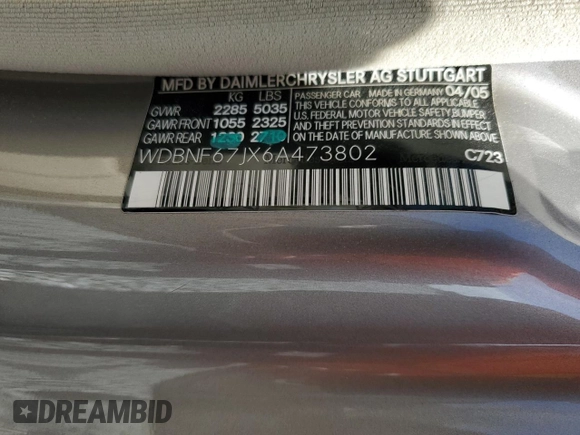 MFD BY DAIMLERCHRYSLER AG STUTTGART
KG LBS
GVWR 2285 5035
GAWR FRONT 1055 2325
GAWR REAR 1230 2710
PASSENGER CAR MADE IN GERMANY 04/05
THIS VEHICLE CONFORMS TO ALL APPLICABLE
U.S. FEDERAL MOTOR VEHICLE SAFETY, BUMPER
AND THEFT PREVENTION STANDARDS IN EFFECT
ON THE DATE OF MANUFACTURE SHOWN ABOVE.
WDBNF67JX6A473802
C723
DREAMBID